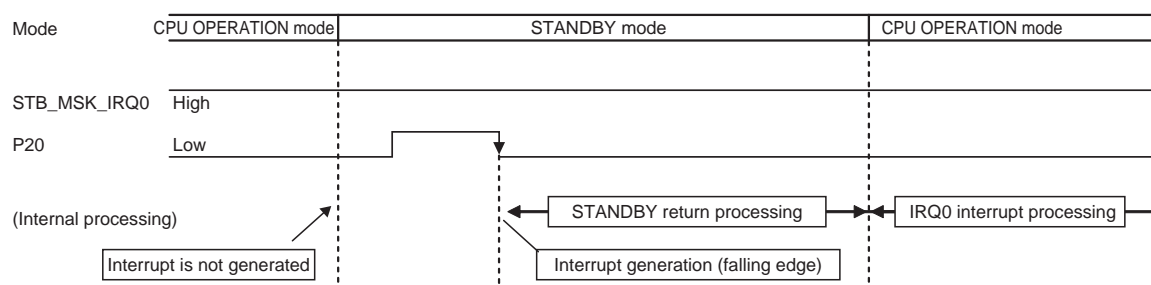 Mode CPU OPERATION mode STANDBY mode CPU OPERATION mode
STB_MSK_IRQ0 High
P20 Low
(Internal processing) STANDBY return processing IRQ0 interrupt processing
Interrupt is not generated Interrupt generation (falling edge)